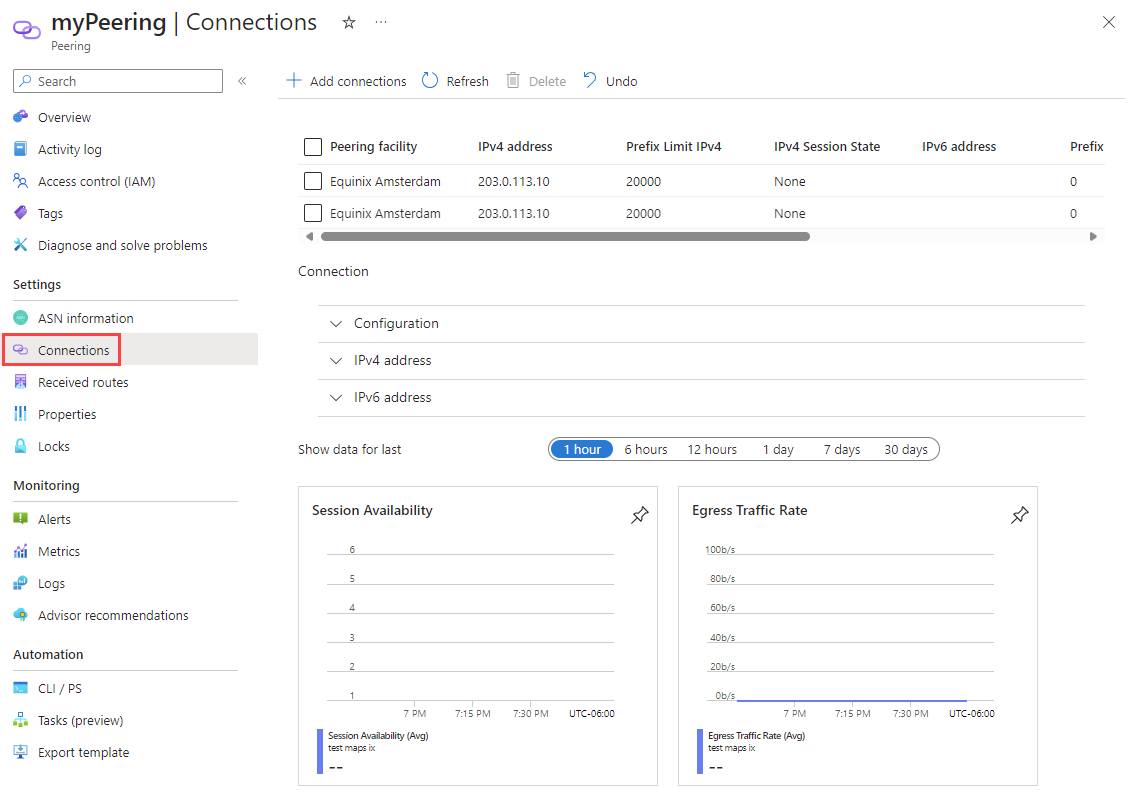 myPeering | Connections
Peering
Search
Overview
Activity log
Access control (IAM)
Tags
Diagnose and solve problems
Settings
ASN information
Connections
Received routes
Properties
Locks
Monitoring
Alerts
Metrics
Logs
Advisor recommendations
Automation
CLI / PS
Tasks (preview)
Export template
Add connections Refresh Delete Undo
Peering facility IPv4 address Prefix Limit IPv4 IPv4 Session State IPv6 address Prefix
Equinix Amsterdam 203.0.113.10 20000 None 0
Equinix Amsterdam 203.0.113.10 20000 None 0
Connection
Configuration
IPv4 address
IPv6 address
Show data for last 1 hour 6 hours 12 hours 1 day 7 days 30 days
Session Availability
6
5
4
3
2
1
7 PM 7:15 PM 7:30 PM UTC-06:00
Session Availability (Avg)
test maps ix
--
Egress Traffic Rate
100b/s
80b/s
60b/s
40b/s
20b/s
0b/s
7 PM 7:15 PM 7:30 PM UTC-06:00
Egress Traffic Rate (Avg)
test maps ix
--